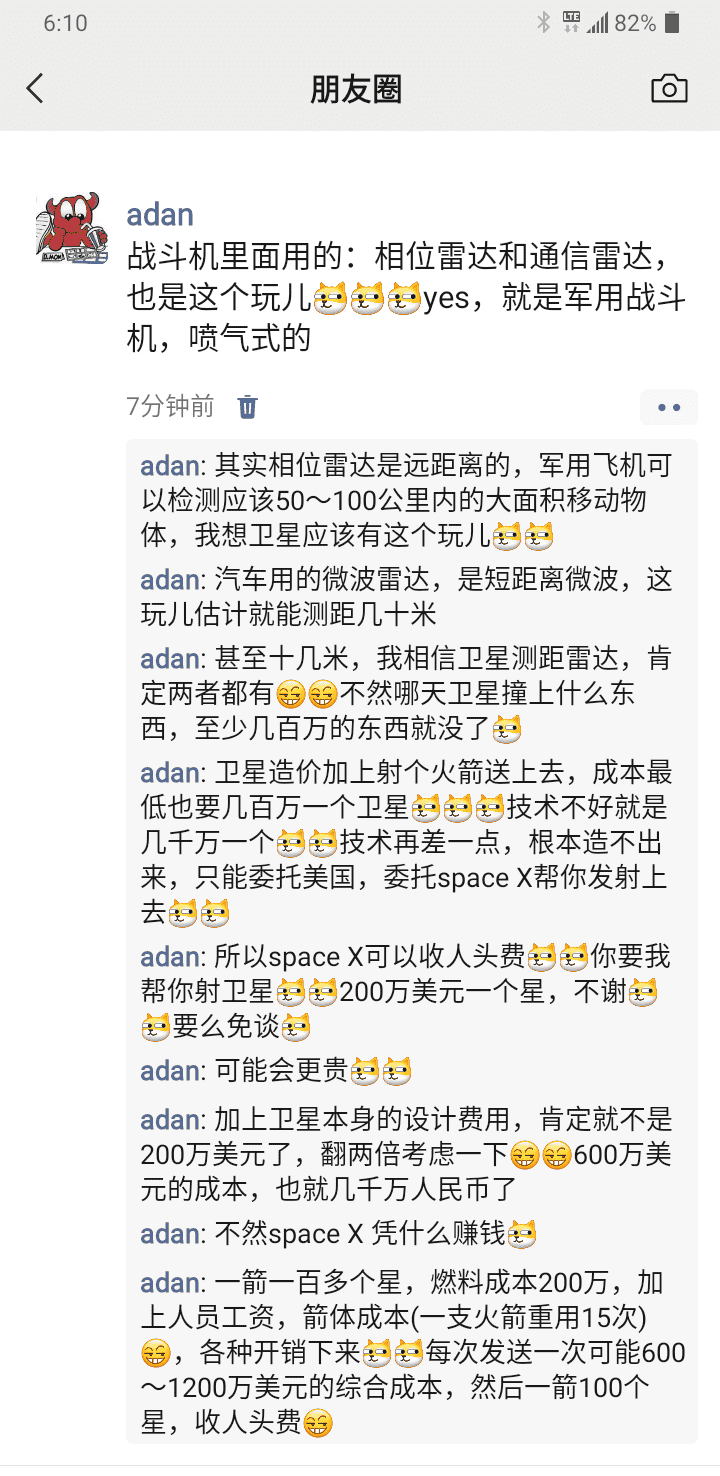 6:10
LTE
82%
朋友圈
adan
战斗机里面用的：相位雷达和通信雷达，
也是这个玩儿yes，就是军用战斗
机，喷气式的
7分钟前
adan: 其实相位雷达是远距离的，军用飞机可
以检测应该50～100公里内的大面积移动物
体，我想卫星应该有这个玩儿
adan: 汽车用的微波雷达，是短距离微波，这
玩儿估计就能测距几十米
adan: 甚至十几米，我相信卫星测距雷达，肯
定两者都有不然哪天卫星撞上什么东
西，至少几百万的东西就没了
adan: 卫星造价加上射个火箭送上去，成本最
低也要几百万一个卫星技术不好就是
几千万一个技术再差一点，根本造不出
来，只能委托美国，委托space X帮你发射上
去
adan: 所以space X可以收人头费你要我
帮你射卫星200万美元一个星，不谢
要么免谈
adan: 可能会更贵
adan: 加上卫星本身的设计费用，肯定就不是
200万美元了，翻两倍考虑一下600万美
元的成本，也就几千万人民币了
adan: 不然space X 凭什么赚钱
adan: 一箭一百多个星，燃料成本200万，加
上人员工资，箭体成本(一支火箭重用15次)
，各种开销下来每次发送一次可能600
～1200万美元的综合成本，然后一箭100个
星，收人头费